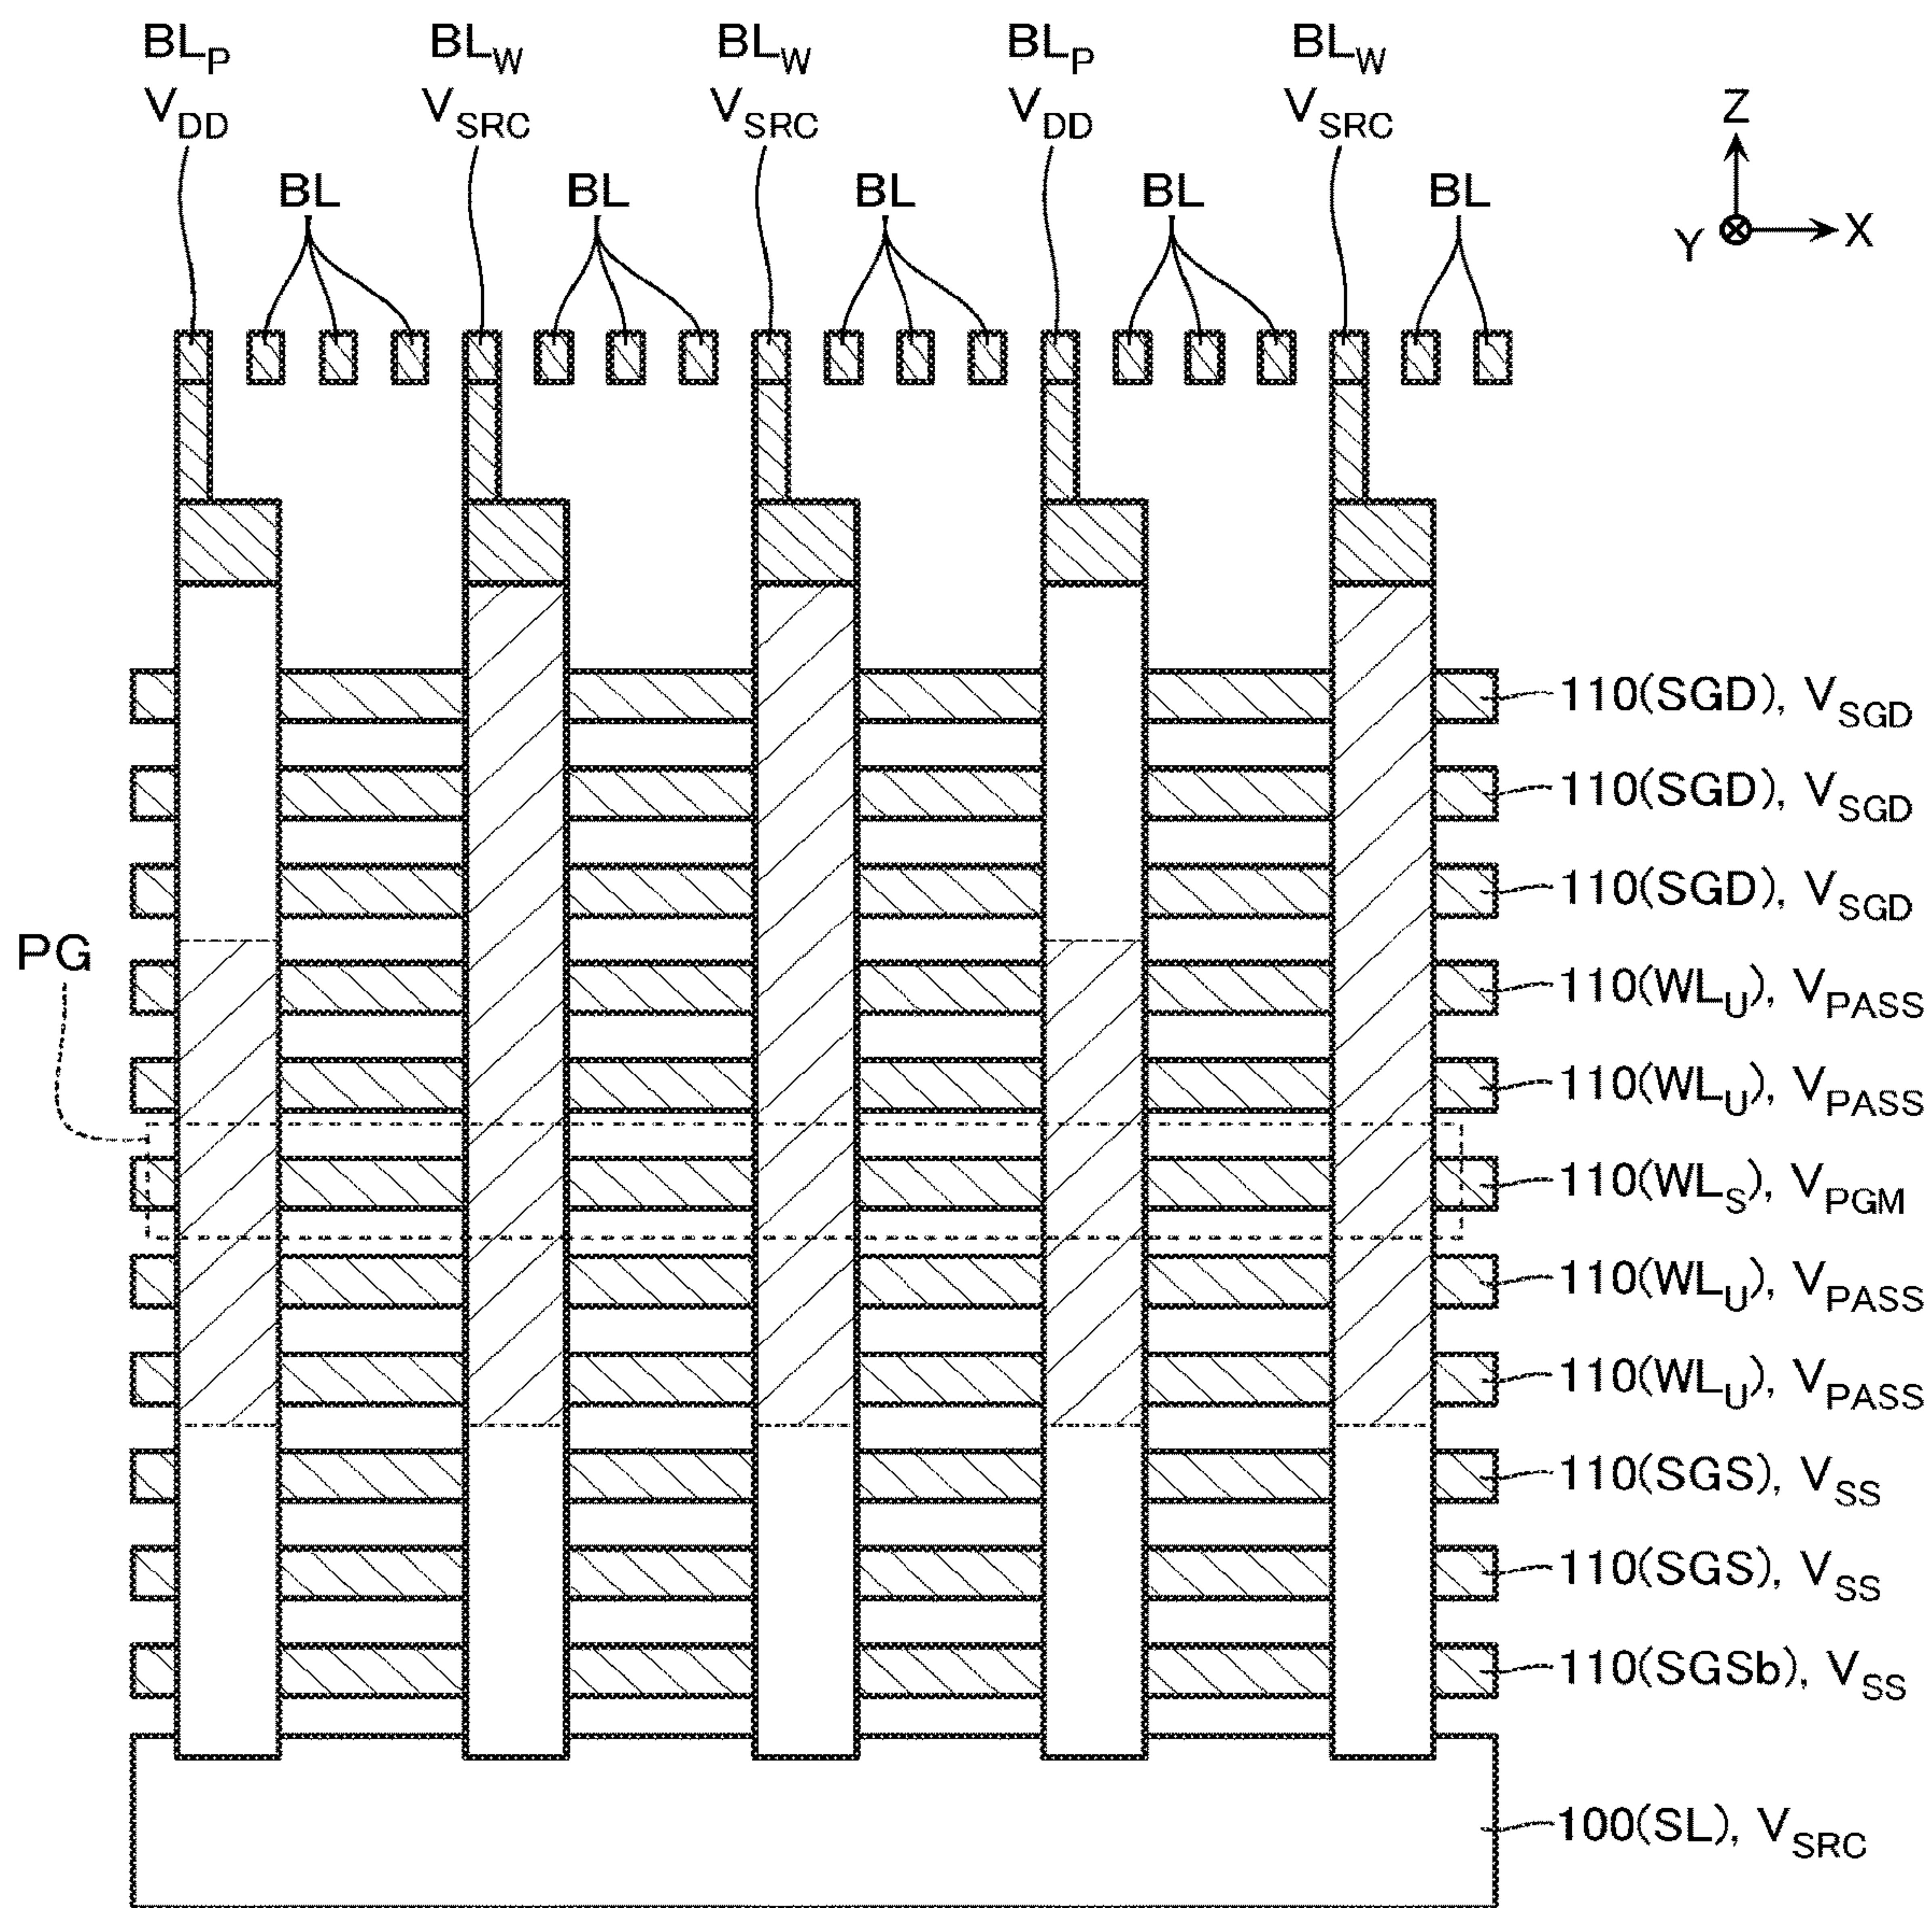 BLP BLW BLW BLP BLW
VDD VSRC VSRC VDD VSRC
Z
BL BL BL BL BL
Y X
110(SGD), VSGD
110(SGD), VSGD
110(SGD), VSGD
PG
110(WLU), VPASS
110(WLU), VPASS
110(WLS), VPGM
110(WLU), VPASS
110(WLU), VPASS
110(SGS), VSS
110(SGS), VSS
110(SGSb), VSS
100(SL), VSRC